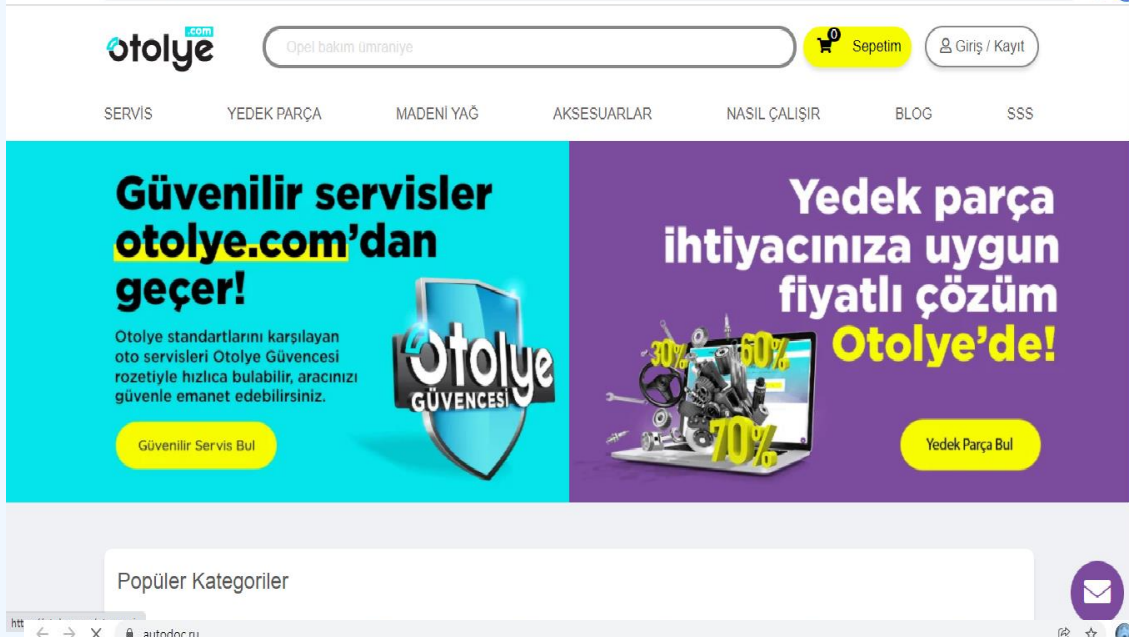 otolye
.com
Opel bakım ümraniye
0
Sepetim
Giriş / Kayıt
SERVİS
YEDEK PARÇA
MADENİ YAĞ
AKSESUARLAR
NASIL ÇALIŞIR
BLOG
SSS
Güvenilir servisler
otolye.com’dan
geçer!
Otolye standartlarını karşılayan
oto servisleri Otolye Güvencesi
rozetiyle hızlıca bulabilir, aracınızı
güvenle emanet edebilirsiniz.
Güvenilir Servis Bul
otolye
GÜVENCESİ
Yedek parça
ihtiyacınıza uygun
fiyatlı çözüm
Otolye’de!
30%
60%
70%
Yedek Parça Bul
Popüler Kategoriler
autodoc.ru